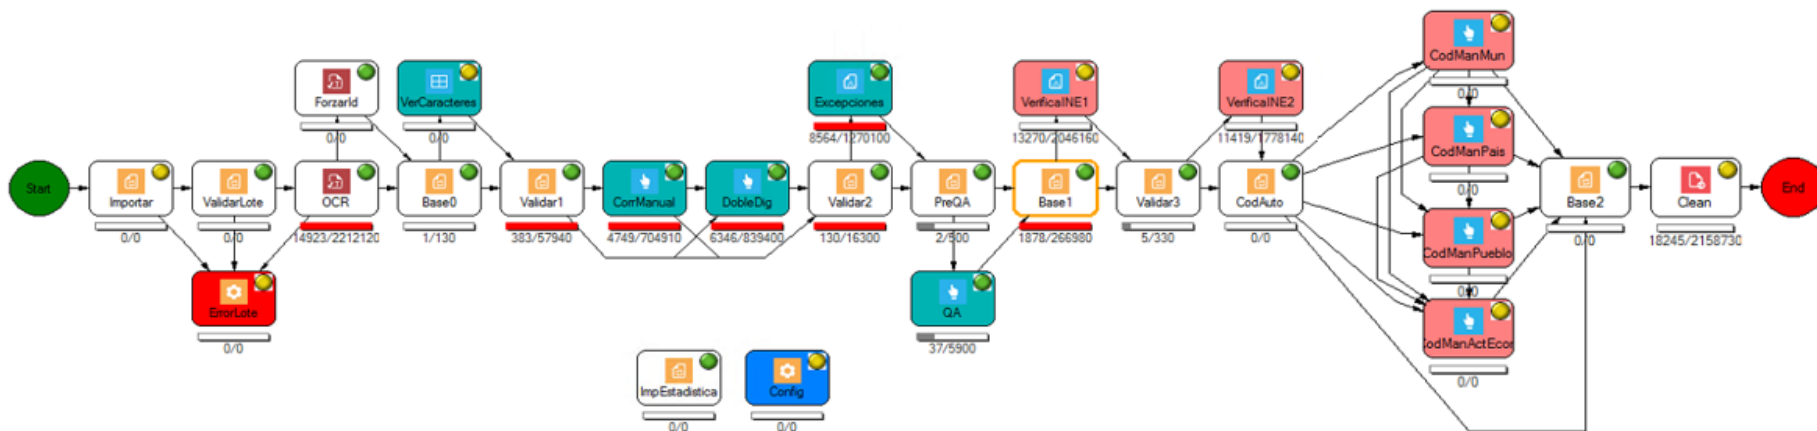 CodManMun
0/0
ForzarId
0/0
VerCaracteres
0/0
Excepciones
8564/1270100
VerificaINE1
13270/2046160
VerificaINE2
11419/1778140
CodManPais
0/0
Start
Importar
0/0
ValidarLote
0/0
OCR
14923/2212120
Base0
1/130
Validar1
383/57940
CorrManual
4749/704910
DobleDig
6346/839400
Validar2
130/16300
PreQA
2/500
Base1
1878/266980
Validar3
5/330
CodAuto
0/0
Base2
0/0
Clean
18245/2158730
End
CodManPueblo
0/0
ErrorLote
0/0
QA
37/5900
CodManActEcon
0/0
ImpEstadistica
0/0
Config
0/0